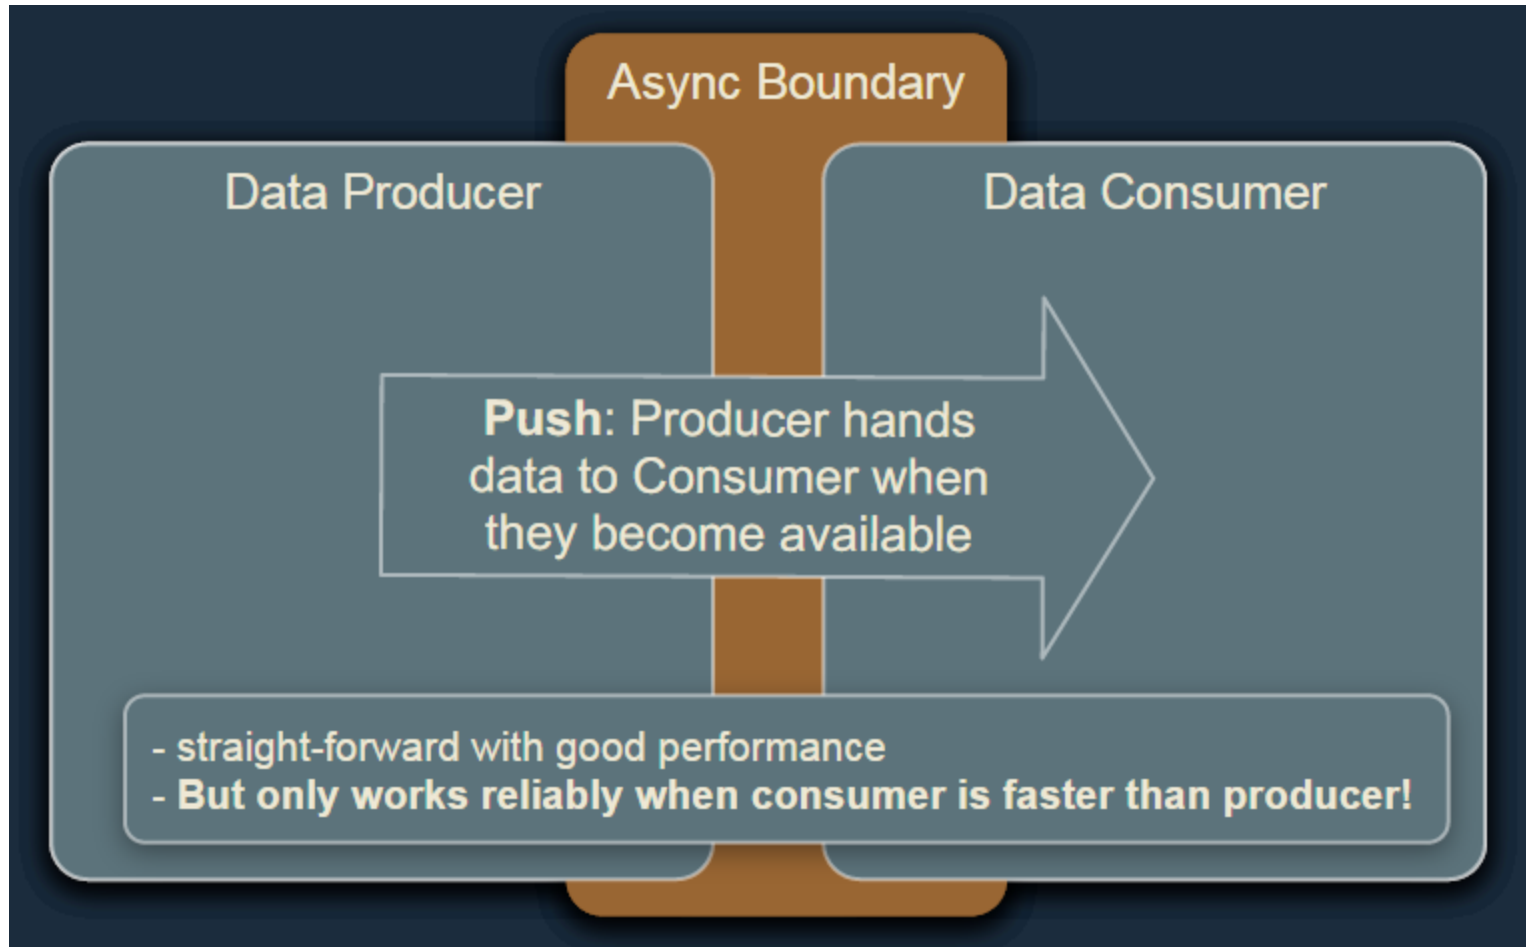 Async Boundary
Data Producer
Data Consumer
Push: Producer hands
data to Consumer when
they become available
- straight-forward with good performance
- But only works reliably when consumer is faster than producer!